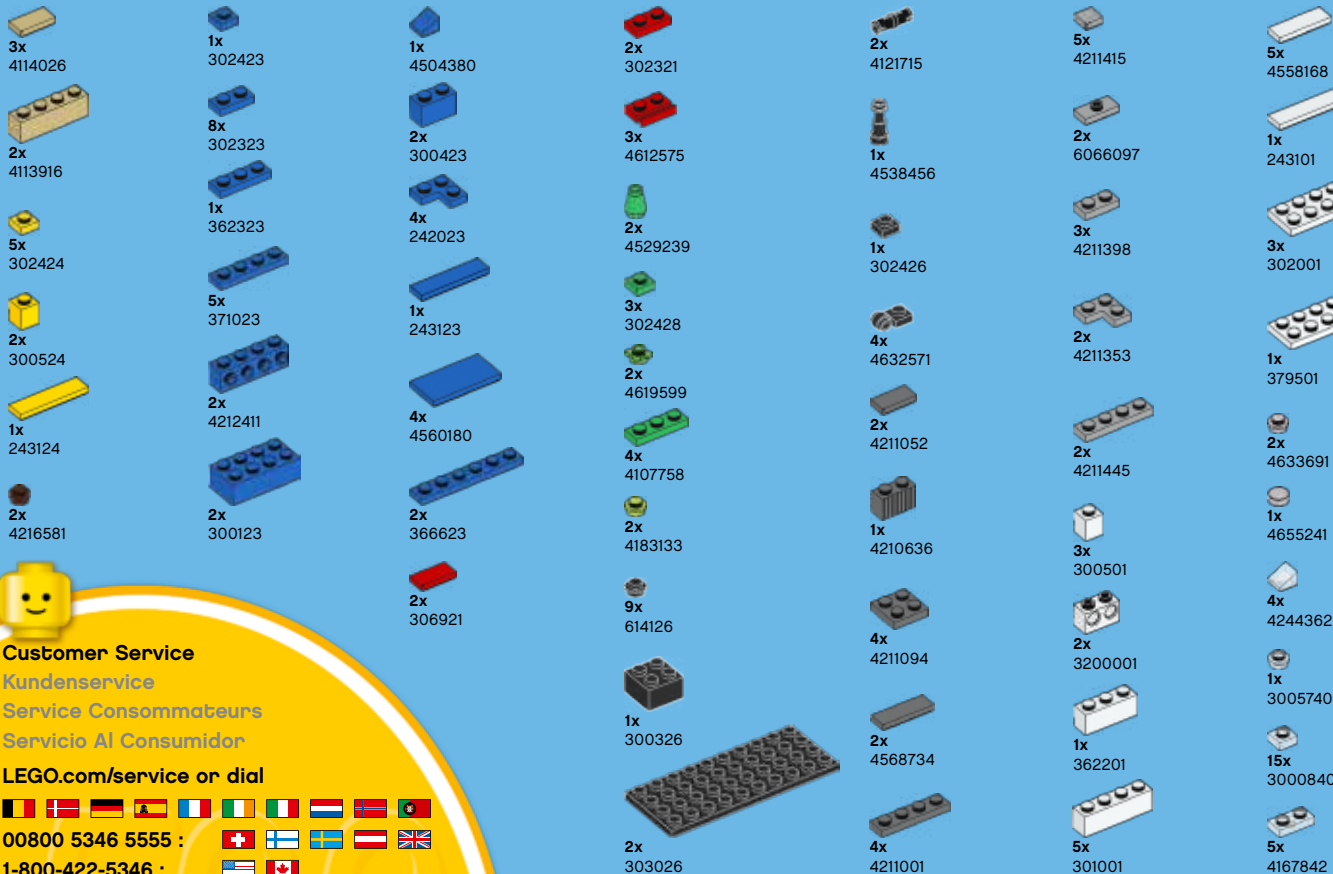 3x
4114026
2x
4113916
5x
302424
2x
300524
1x
243124
2x
4216581
1x
302423
8x
302323
1x
362323
5x
371023
2x
4212411
2x
300123
1x
4504380
2x
300423
4x
242023
1x
243123
4x
4560180
2x
366623
2x
306921
2x
302321
3x
4612575
2x
4529239
3x
302428
2x
4619599
4x
4107758
2x
4183133
9x
614126
1x
300326
2x
303026
2x
4121715
1x
4538456
1x
302426
4x
4632571
2x
4211052
1x
4210636
4x
4211094
2x
4568734
4x
4211001
5x
4211415
2x
6066097
3x
4211398
2x
4211353
2x
4211445
3x
300501
2x
3200001
1x
362201
5x
301001
5x
4558168
1x
243101
3x
302001
1x
379501
2x
4633691
1x
4655241
4x
4244362
1x
3005740
15x
3000840
5x
4167842
Customer Service
Kundenservice
Service Consommateurs
Servicio Al Consumidor
LEGO.com/service or dial
00800 5346 5555 :
1-800-422-5346 :